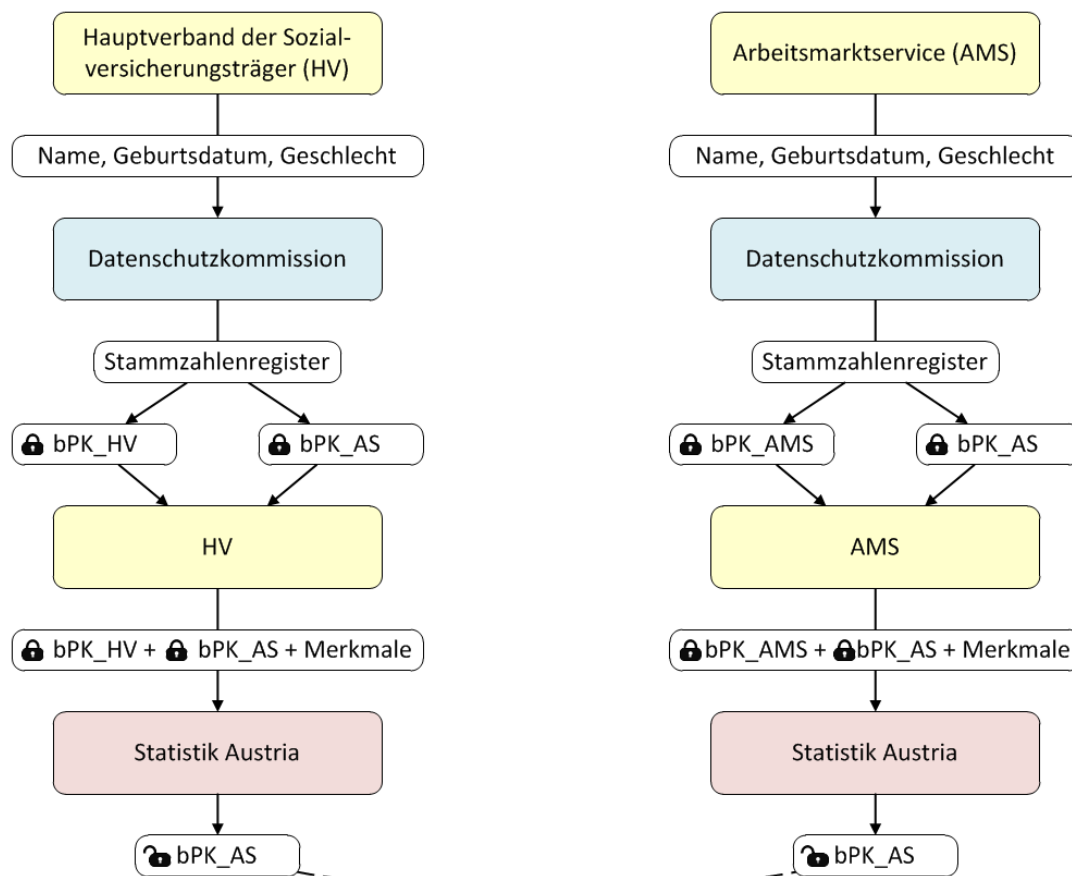 Hauptverband der Sozial-
versicherungsträger (HV)
Name, Geburtsdatum, Geschlecht
Datenschutzkommission
Stammzahlenregister
bPK_HV
bPK_AS
HV
bPK_HV + bPK_AS + Merkmale
Statistik Austria
bPK_AS
Arbeitsmarktservice (AMS)
Name, Geburtsdatum, Geschlecht
Datenschutzkommission
Stammzahlenregister
bPK_AMS
bPK_AS
AMS
bPK_AMS + bPK_AS + Merkmale
Statistik Austria
bPK_AS